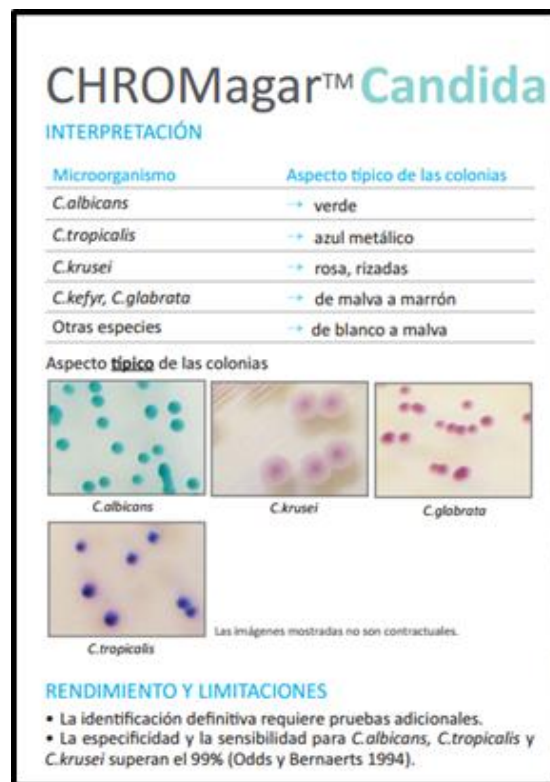 CHROMagar™ Candida
INTERPRETACIÓN
Microorganismo Aspecto típico de las colonias
C.albicans → verde
C.tropicalis → azul metálico
C.krusei → rosa, rizadas
C.kefyr, C.glabrata → de malva a marrón
Otras especies → de blanco a malva
Aspecto típico de las colonias
C.albicans C.krusei C.glabrata
C.tropicalis
Las imágenes mostradas no son contractuales.
RENDIMIENTO Y LIMITACIONES
• La identificación definitiva requiere pruebas adicionales.
• La especificidad y la sensibilidad para C.albicans, C.tropicalis y
C.krusei superan el 99% (Odds y Bernaerts 1994).